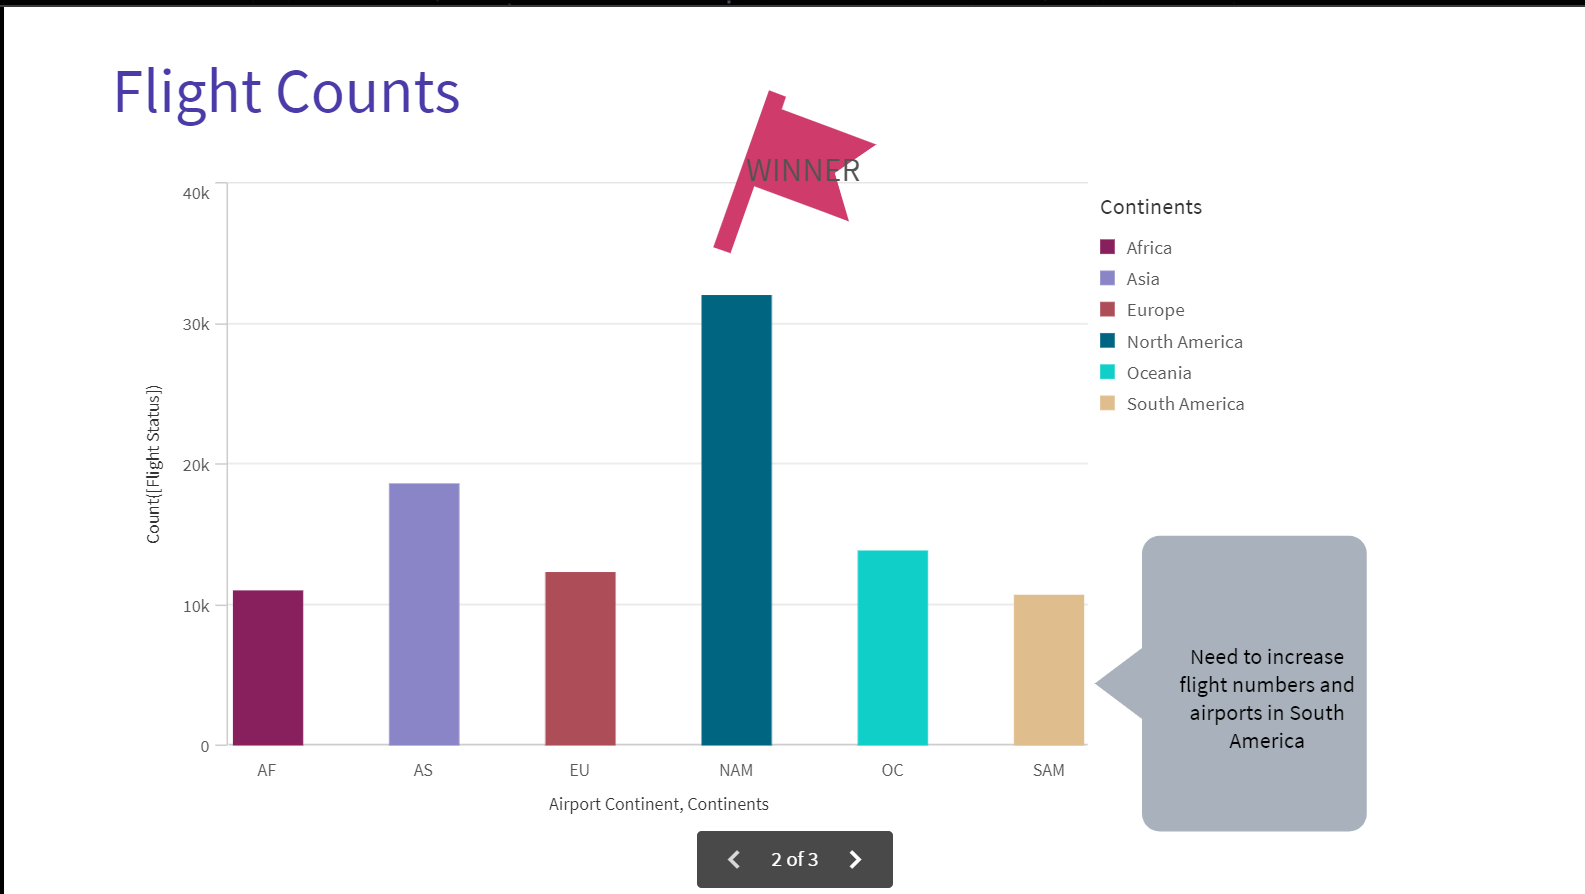 Flight Counts
WINNER
40k
30k
20k
10k
0
Count([Flight Status])
AF
AS
EU
NAM
OC
SAM
Airport Continent, Continents
Continents
Africa
Asia
Europe
North America
Oceania
South America
Need to increase
flight numbers and
airports in South
America
2 of 3